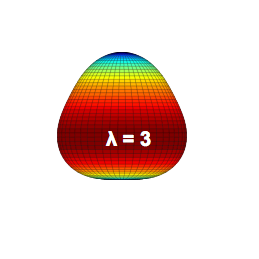 λ = 3